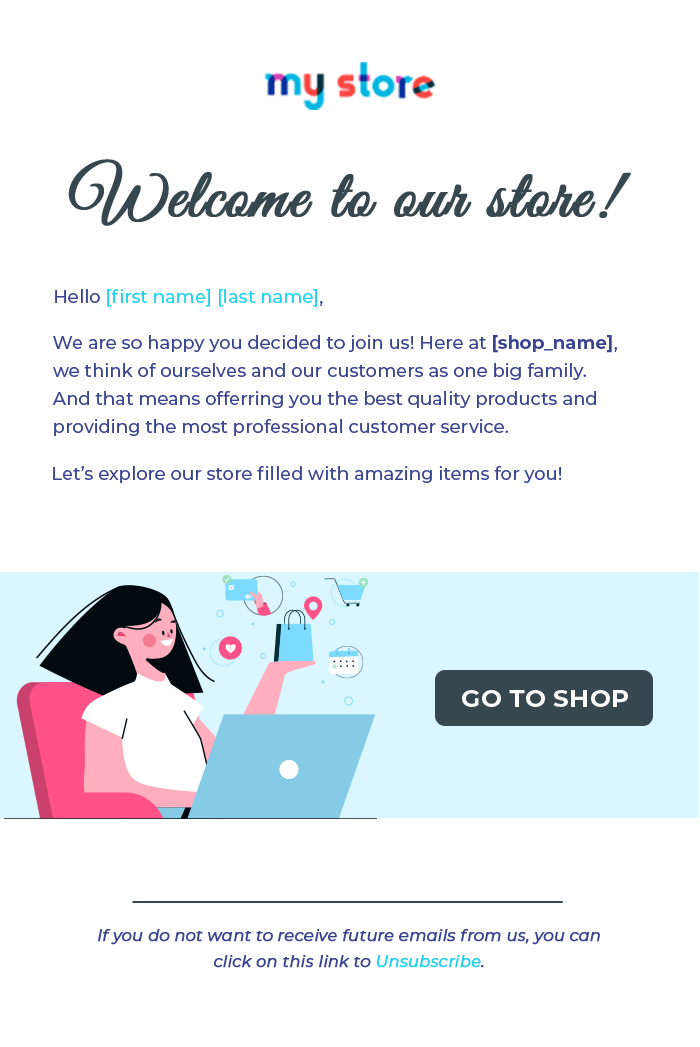 my store
Welcome to our store!
Hello [first name] [last name],
We are so happy you decided to join us! Here at [shop_name],
we think of ourselves and our customers as one big family.
And that means offerring you the best quality products and
providing the most professional customer service.
Let’s explore our store filled with amazing items for you!
GO TO SHOP
If you do not want to receive future emails from us, you can
click on this link to Unsubscribe.